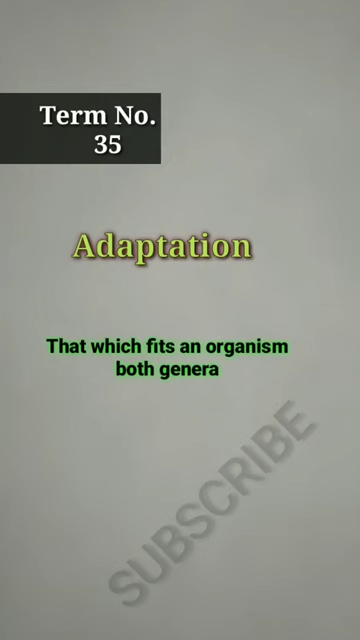 Term No.
35
Adaptation
That which fits an organism
both genera
SUBSCRIBE